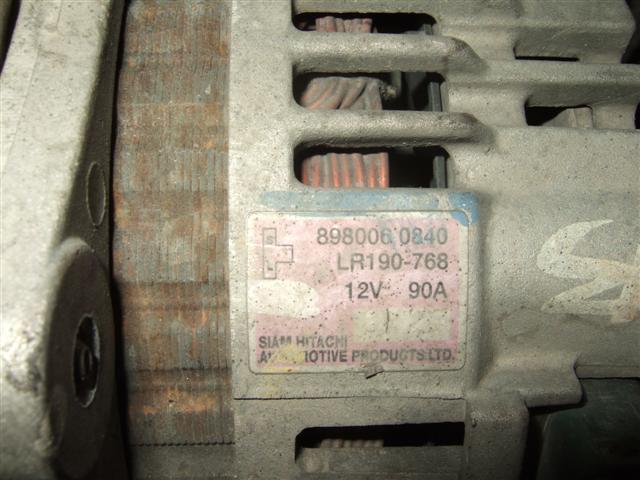 898006 0840
LR190-768
12V 90A
SIAM HITACHI
PRODUCTS LTD.